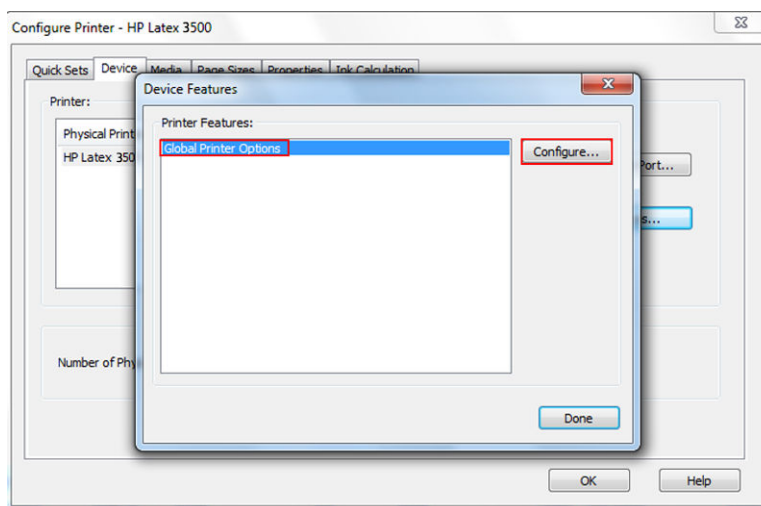 Configure Printer - HP Latex 3500
Quick Sets Device Media Page Sizes Properties Ink Calculation
Device Features
Printer:
Printer Features:
Physical Print
Global Printer Options
Configure...
HP Latex 350
Port...
s...
Number of Phy
Done
OK Help